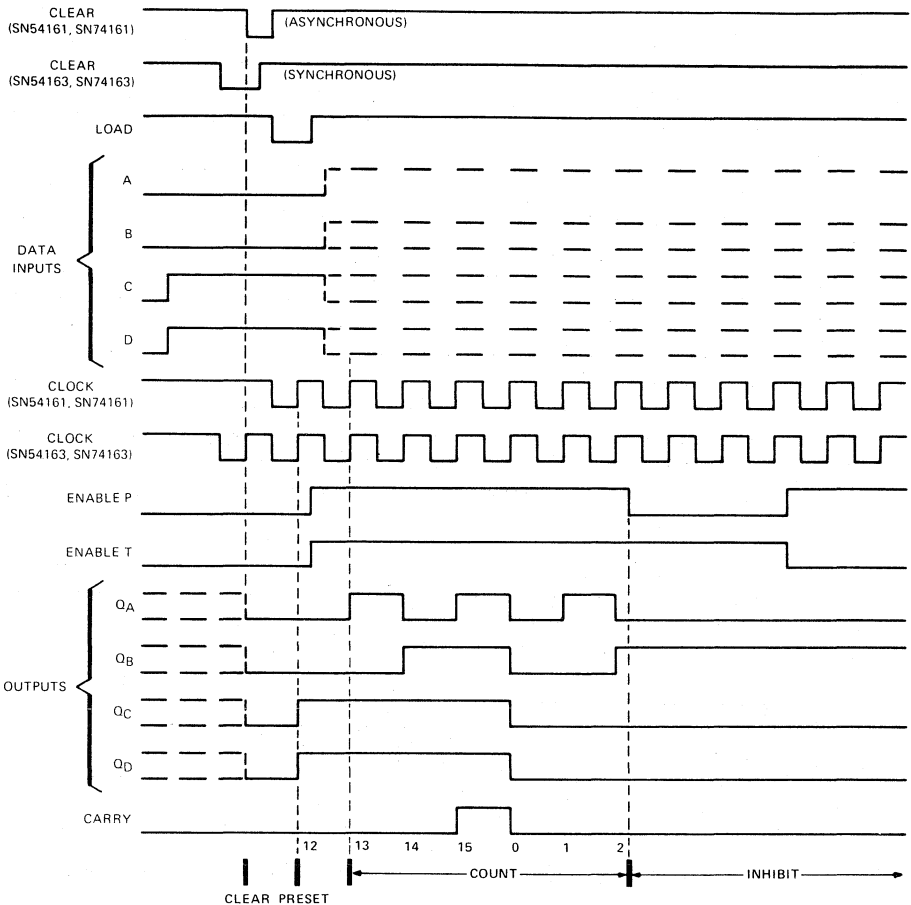 CLEAR
(SN54161, SN74161)
(ASYNCHRONOUS)
CLEAR
(SN54163, SN74163)
(SYNCHRONOUS)
LOAD
DATA
INPUTS
A
B
C
D
CLOCK
(SN54161, SN74161)
CLOCK
(SN54163, SN74163)
ENABLE P
ENABLE T
OUTPUTS
QA
QB
QC
QD
CARRY
12 13 14 15 0 1 2
COUNT
INHIBIT
CLEAR PRESET